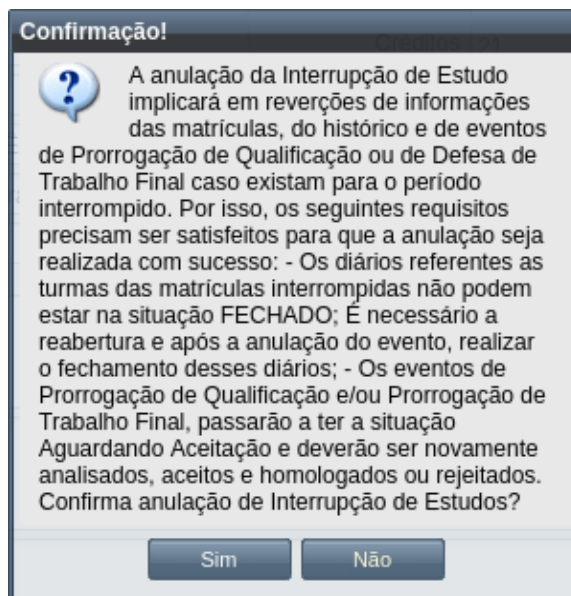 Confirmação!
Créditos 21
A anulação da Interrupção de Estudo
implicará em reverções de informações
das matrículas, do histórico e de eventos
de Prorrogação de Qualificação ou de Defesa de
Trabalho Final caso existam para o período
interrompido. Por isso, os seguintes requisitos
precisam ser satisfeitos para que a anulação seja
realizada com sucesso: - Os diários referentes as
turmas das matrículas interrompidas não podem
estar na situação FECHADO; É necessário a
reabertura e após a anulação do evento, realizar
o fechamento desses diários; - Os eventos de
Prorrogação de Qualificação e/ou Prorrogação de
Trabalho Final, passarão a ter a situação
Aguardando Aceitação e deverão ser novamente
analisados, aceitos e homologados ou rejeitados.
Confirma anulação de Interrupção de Estudos?
Sim
Não